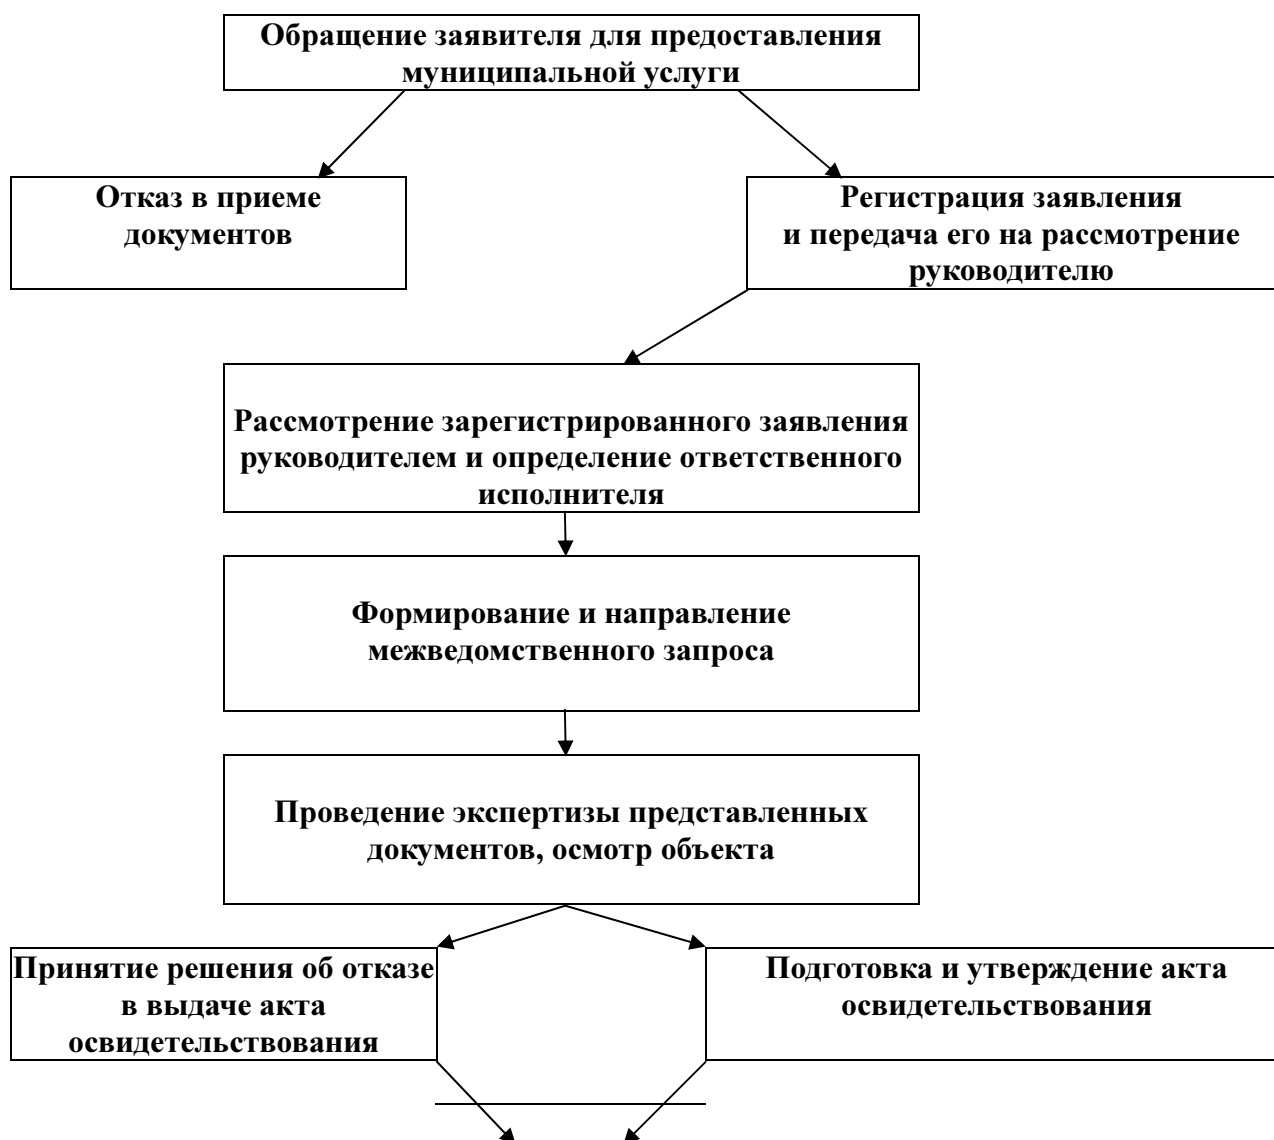 Обращение заявителя для предоставления
муниципальной услуги
Отказ в приеме
документов
Регистрация заявления
и передача его на рассмотрение
руководителю
Рассмотрение зарегистрированного заявления
руководителем и определение ответственного
исполнителя
Формирование и направление
межведомственного запроса
Проведение экспертизы представленных
документов, осмотр объекта
Принятие решения об отказе
в выдаче акта
освидетельствования
Подготовка и утверждение акта
освидетельствования